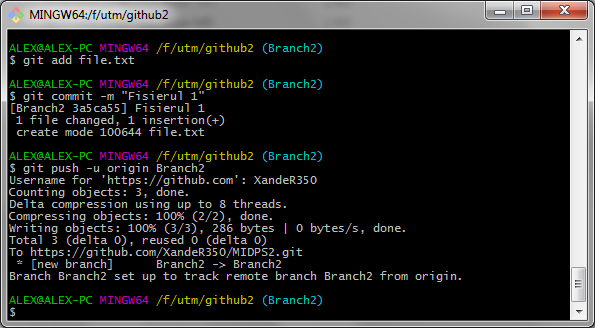 MINGW64:/f/utm/github2
ALEX@ALEX-PC MINGW64 /f/utm/github2 (Branch2)
$ git add file.txt
ALEX@ALEX-PC MINGW64 /f/utm/github2 (Branch2)
$ git commit -m "Fisierul 1"
[Branch2 3a5ca55] Fisierul 1
 1 file changed, 1 insertion(+)
 create mode 100644 file.txt
ALEX@ALEX-PC MINGW64 /f/utm/github2 (Branch2)
$ git push -u origin Branch2
Username for 'https://github.com': XandeR350
Counting objects: 3, done.
Delta compression using up to 8 threads.
Compressing objects: 100% (2/2), done.
Writing objects: 100% (3/3), 286 bytes | 0 bytes/s, done.
Total 3 (delta 0), reused 0 (delta 0)
To https://github.com/XandeR350/MIDPS2.git
 * [new branch]      Branch2 -> Branch2
Branch Branch2 set up to track remote branch Branch2 from origin.
ALEX@ALEX-PC MINGW64 /f/utm/github2 (Branch2)
$